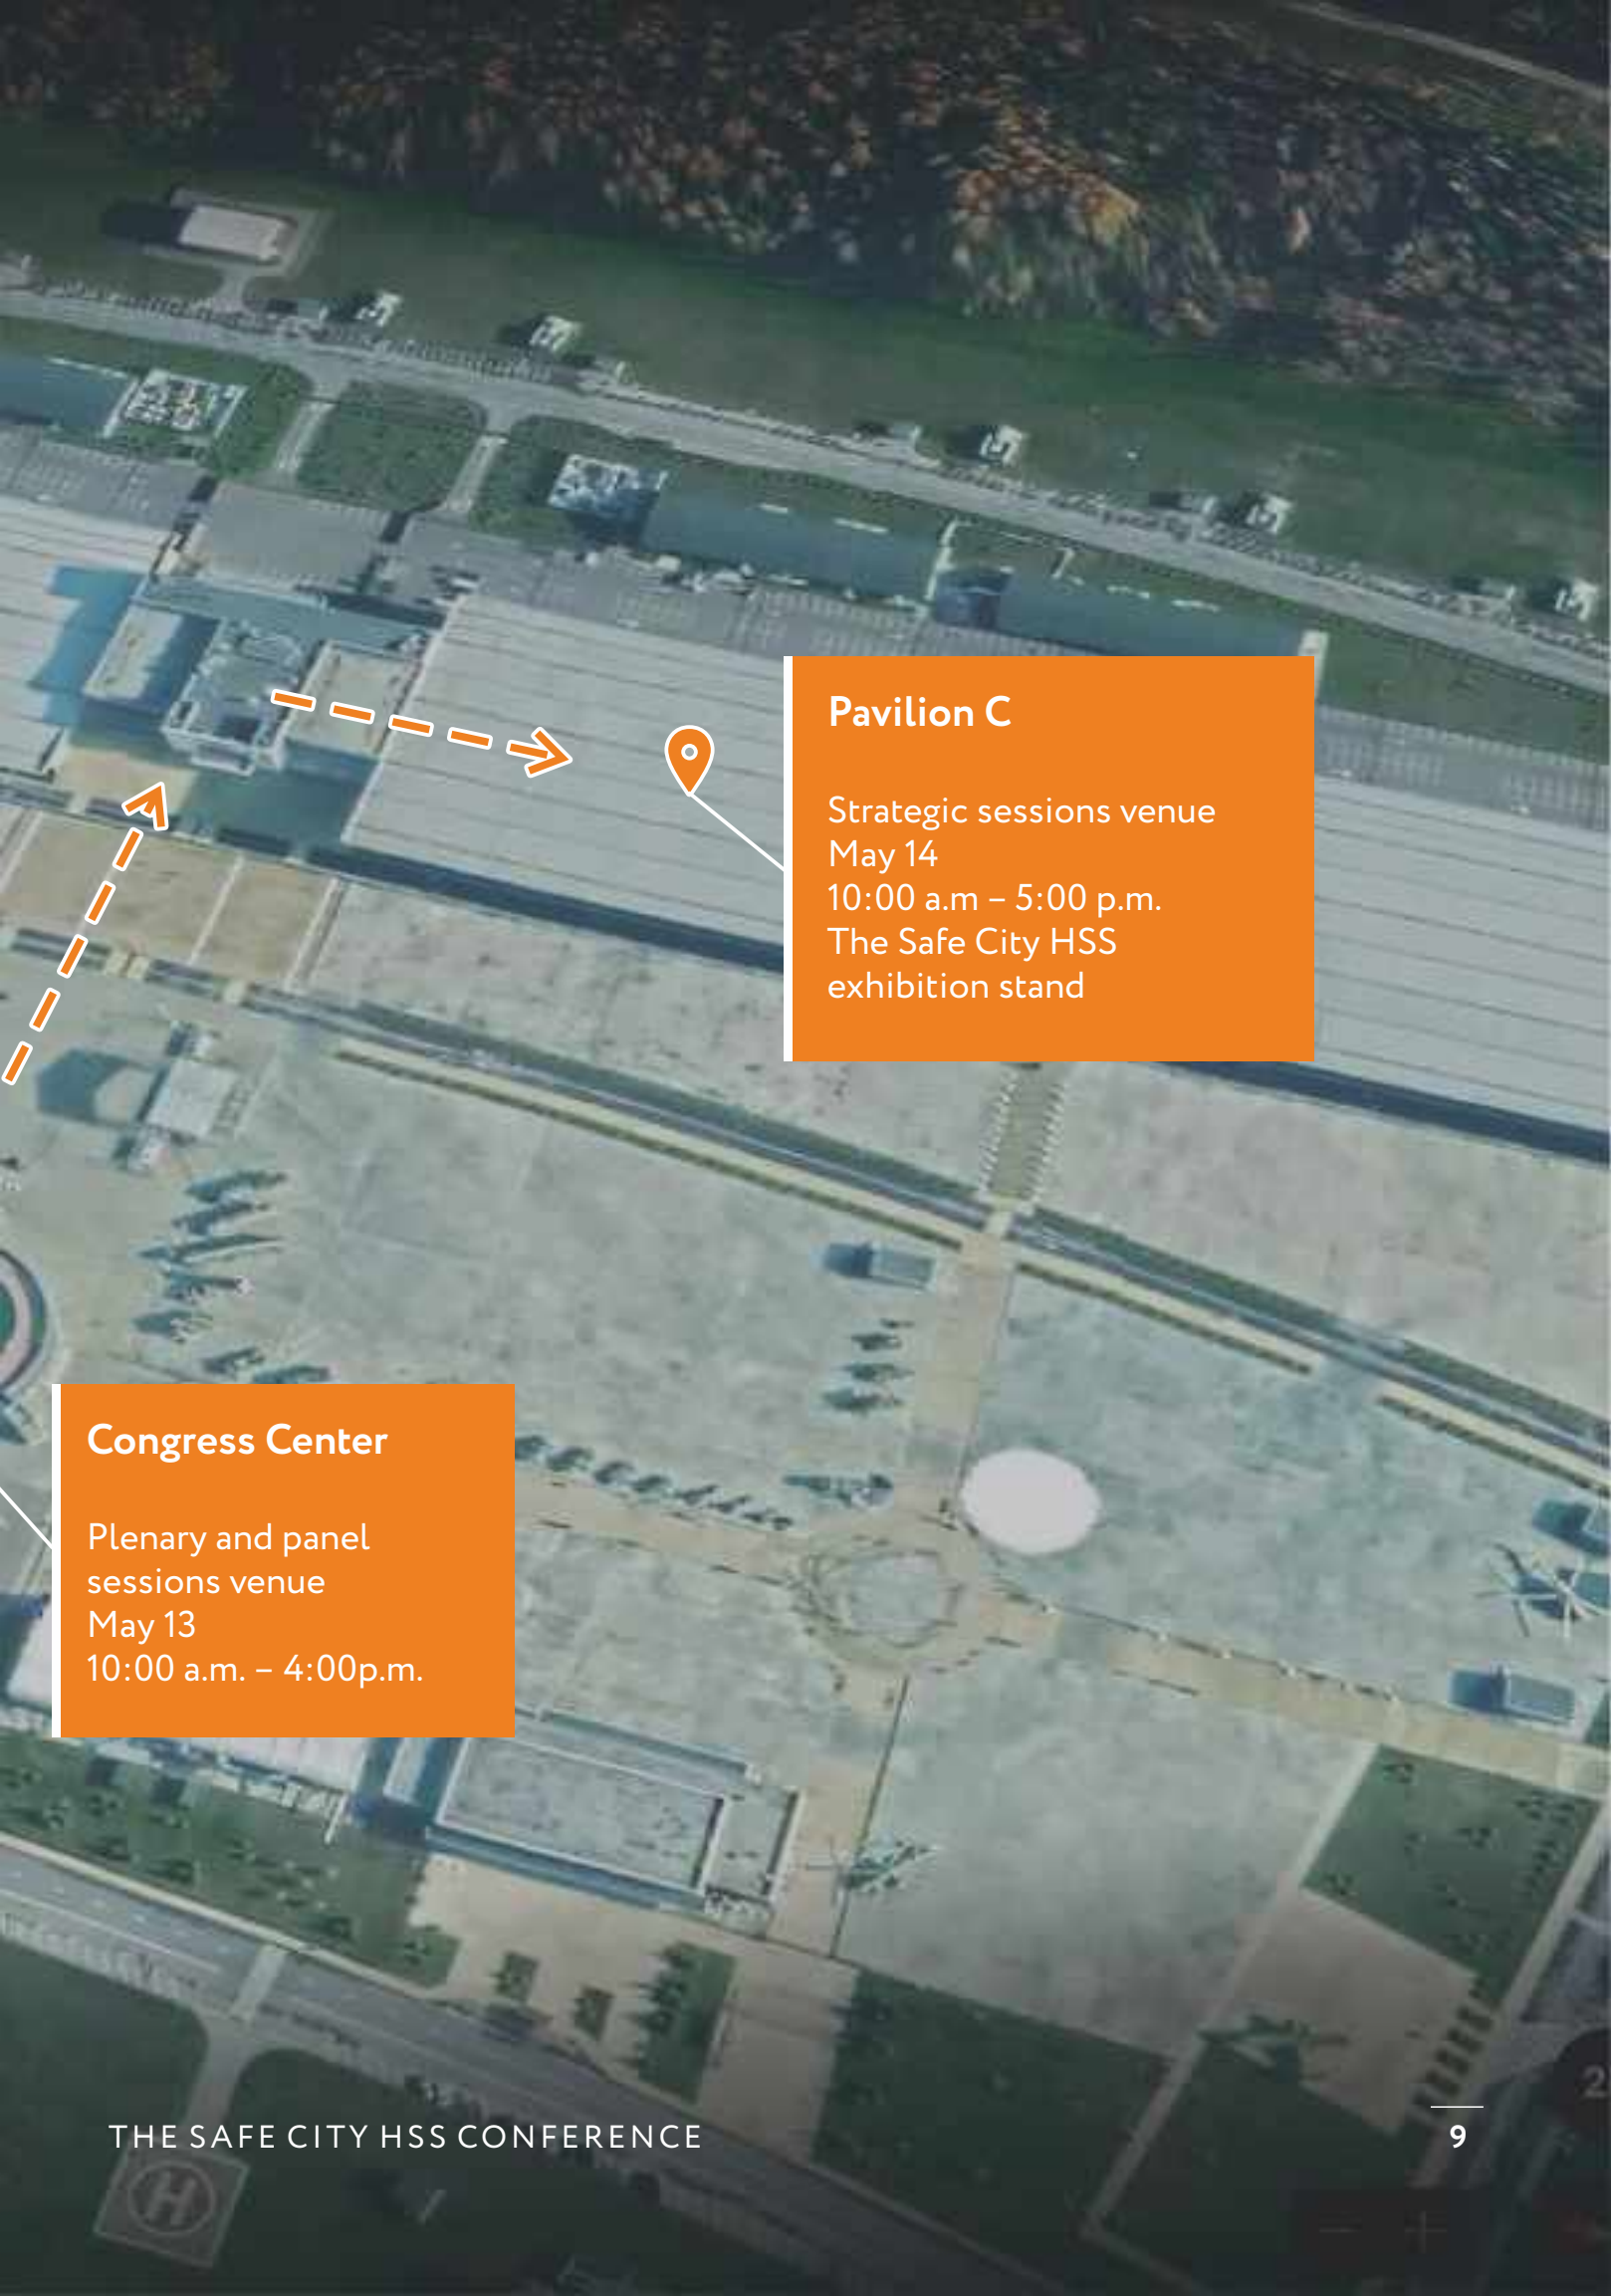 Pavilion C
Strategic sessions venue
May 14
10:00 a.m – 5:00 p.m.
The Safe City HSS
exhibition stand
Congress Center
Plenary and panel
sessions venue
May 13
10:00 a.m. – 4:00p.m.
2
THE SAFE CITY HSS CONFERENCE
9
H